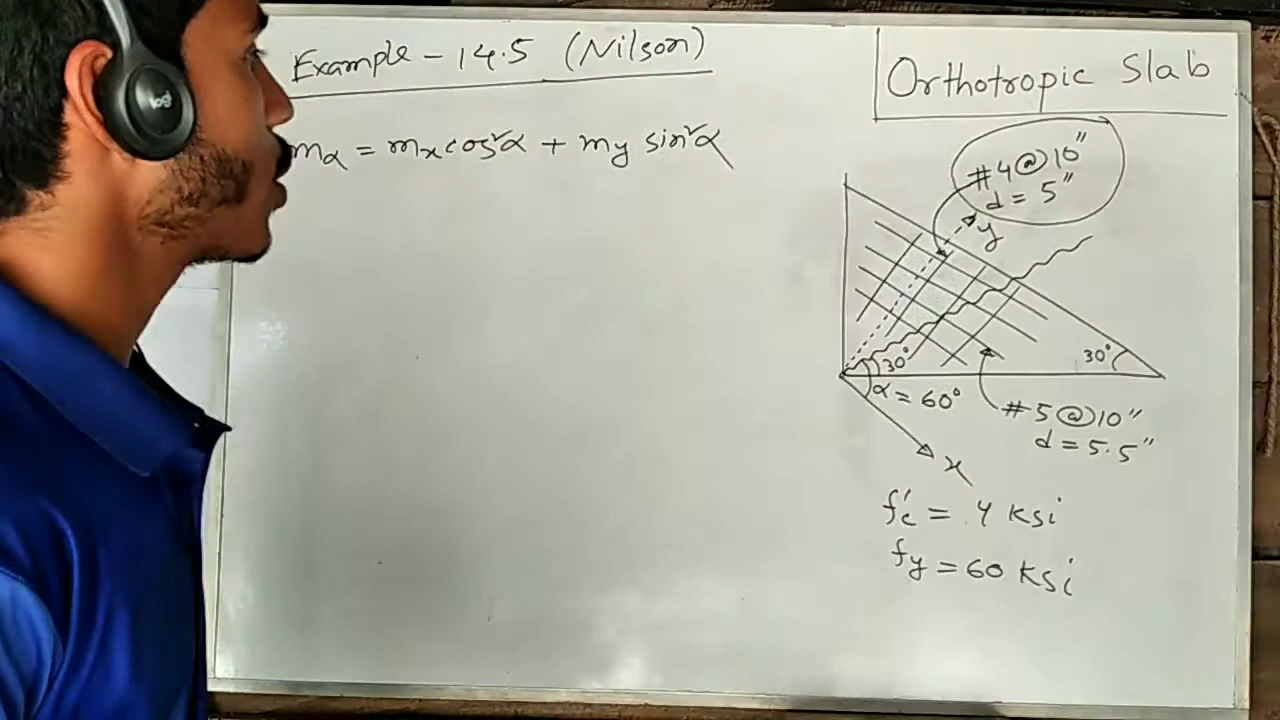 Example - 14.5 (Nilson)
Orthotropic Slab
mα = mx cos²α + my sin²α
#4@10"
d = 5"
y
30°
30°
α = 60°
#5@10"
d = 5.5"
x
f'c = 4 ksi
fy = 60 ksi
logi